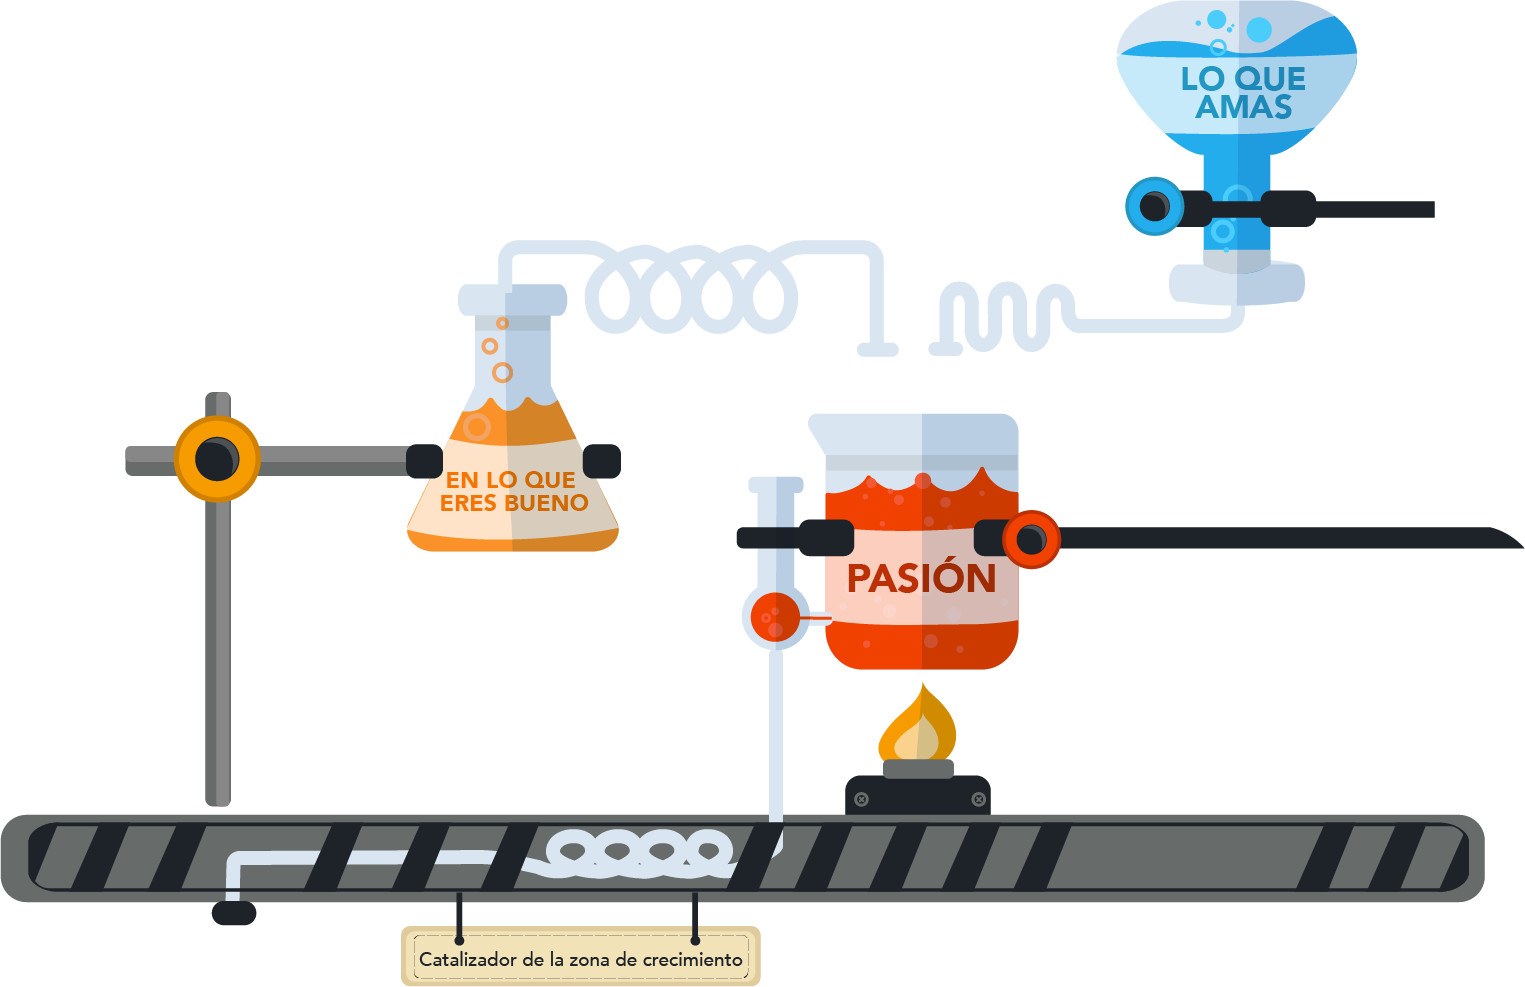 LO QUE
AMAS
EN LO QUE
ERES BUENO
PASIÓN
Catalizador de la zona de crecimiento